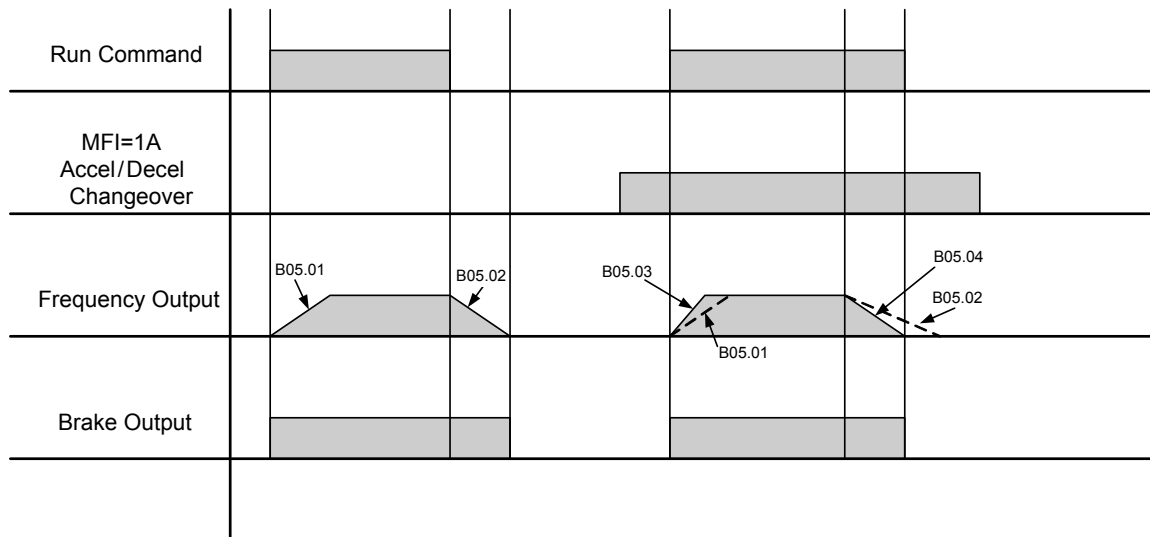 Run Command
MFI=1A
Accel/Decel
Changeover
Frequency Output
B05.01
B05.02
B05.03
B05.01
B05.04
B05.02
Brake Output